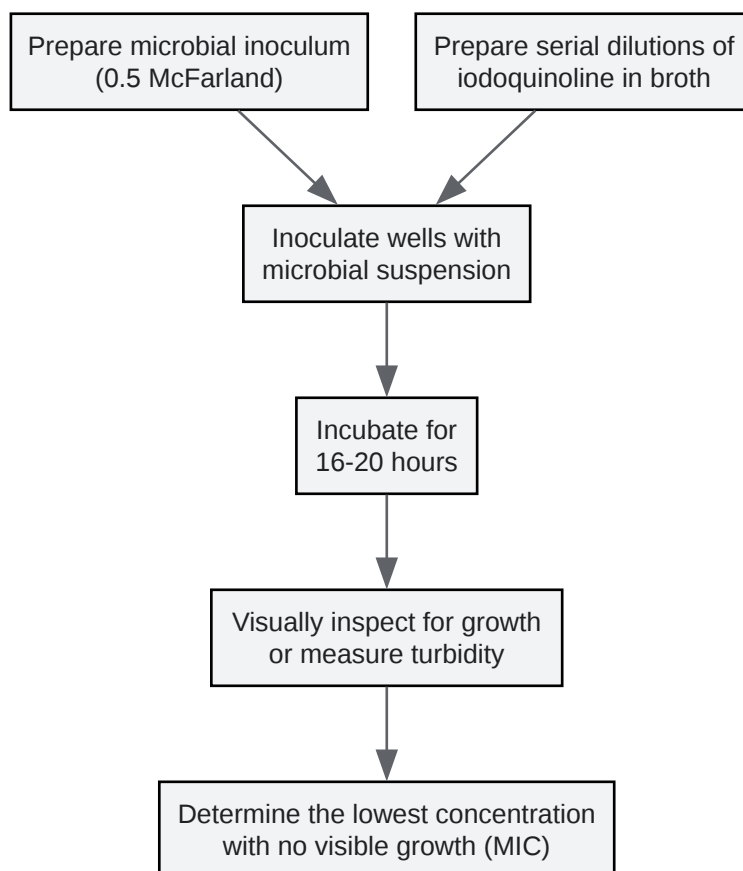 Prepare microbial inoculum
(0.5 McFarland)
Prepare serial dilutions of
iodoquinoline in broth
Inoculate wells with
microbial suspension
Incubate for
16-20 hours
Visually inspect for growth
or measure turbidity
Determine the lowest concentration
with no visible growth (MIC)